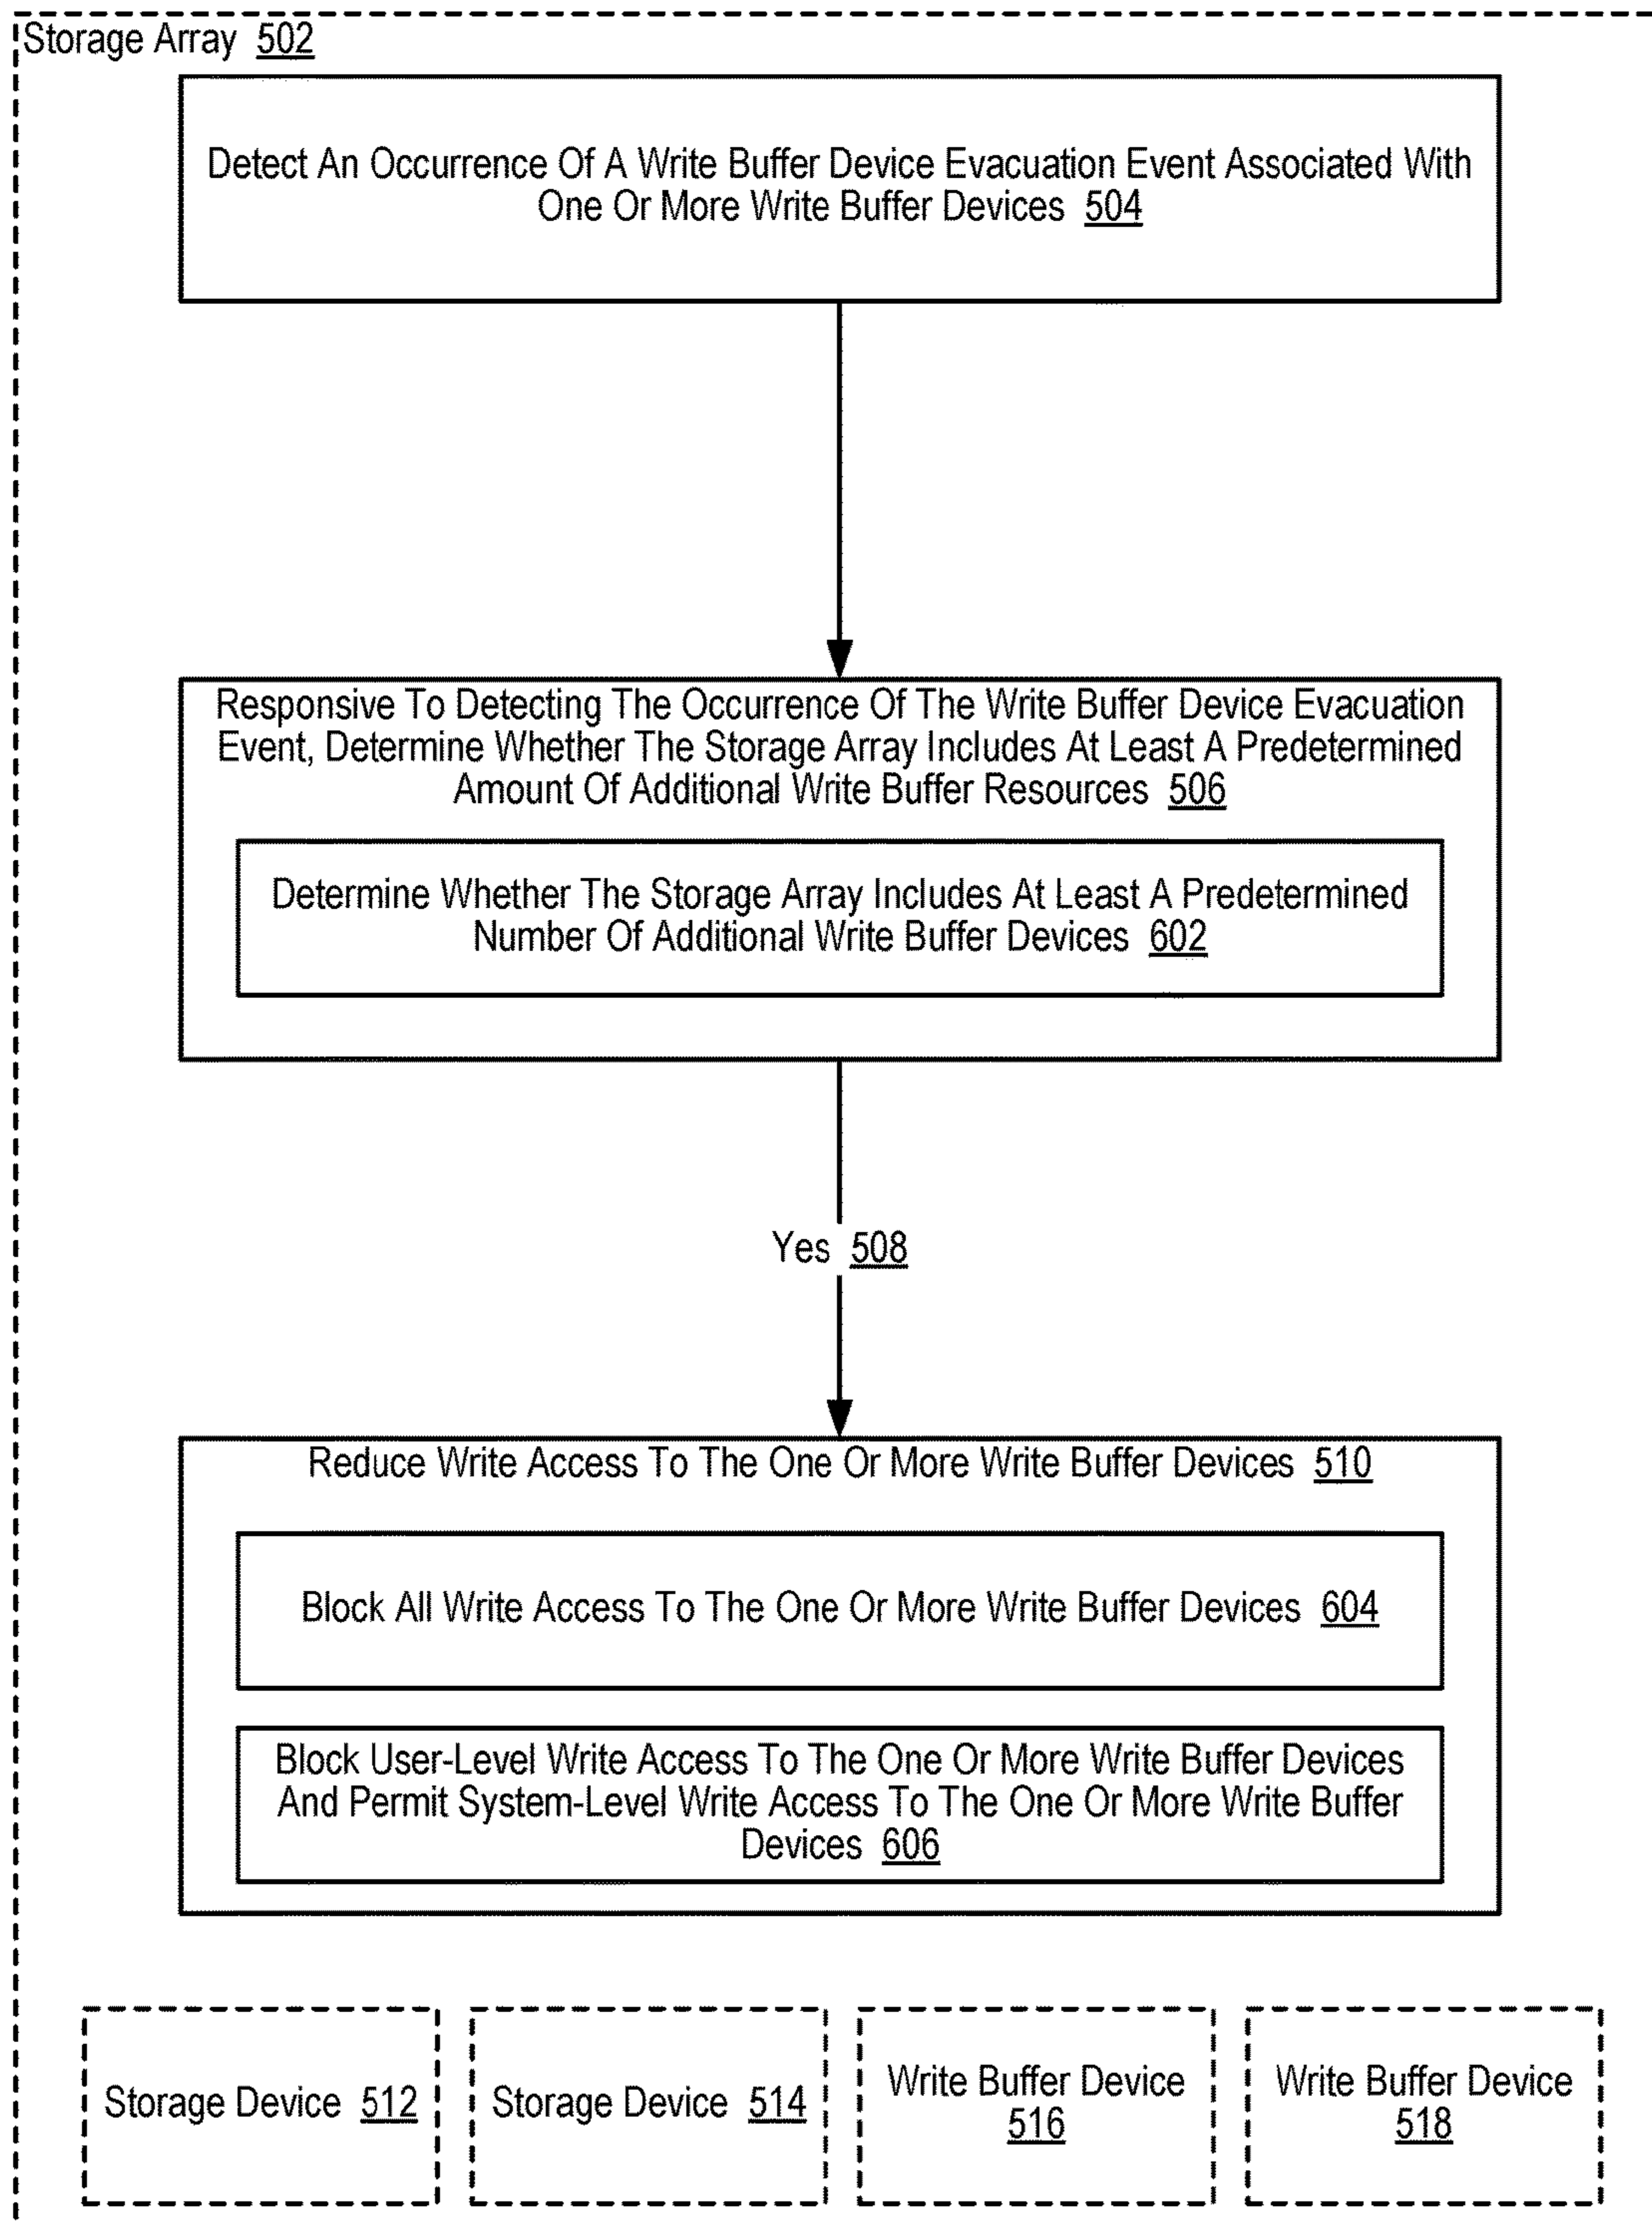 Storage Array 502
Detect An Occurrence Of A Write Buffer Device Evacuation Event Associated With
One Or More Write Buffer Devices 504
Responsive To Detecting The Occurrence Of The Write Buffer Device Evacuation
Event, Determine Whether The Storage Array Includes At Least A Predetermined
Amount Of Additional Write Buffer Resources 506
Determine Whether The Storage Array Includes At Least A Predetermined
Number Of Additional Write Buffer Devices 602
Yes 508
Reduce Write Access To The One Or More Write Buffer Devices 510
Block All Write Access To The One Or More Write Buffer Devices 604
Block User-Level Write Access To The One Or More Write Buffer Devices
And Permit System-Level Write Access To The One Or More Write Buffer
Devices 606
Storage Device 512
Storage Device 514
Write Buffer Device
516
Write Buffer Device
518